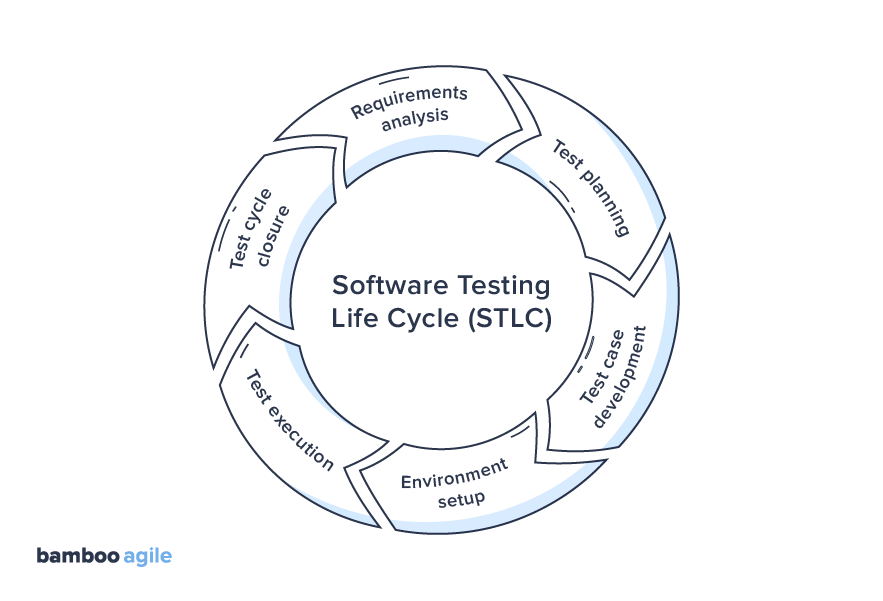 Software Testing
Life Cycle (STLC)
Requirements
analysis
Test planning
Test case
development
Environment
setup
Test execution
Test cycle
closure
bamboo agile